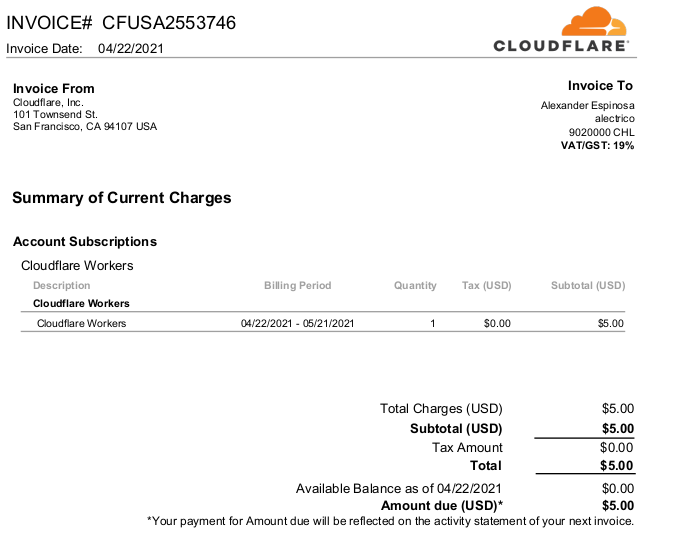 INVOICE# CFUSA2553746
Invoice Date: 04/22/2021
CLOUDFLARE
Invoice From
Cloudflare, Inc.
101 Townsend St.
San Francisco, CA 94107 USA
Invoice To
Alexander Espinosa
alectrico
9020000 CHL
VAT/GST: 19%
Summary of Current Charges
Account Subscriptions
Cloudflare Workers
Description Billing Period Quantity Tax (USD) Subtotal (USD)
Cloudflare Workers
Cloudflare Workers 04/22/2021 - 05/21/2021 1 $0.00 $5.00
Total Charges (USD) $5.00
Subtotal (USD) $5.00
Tax Amount $0.00
Total $5.00
Available Balance as of 04/22/2021 $0.00
Amount due (USD)* $5.00
*Your payment for Amount due will be reflected on the activity statement of your next invoice.